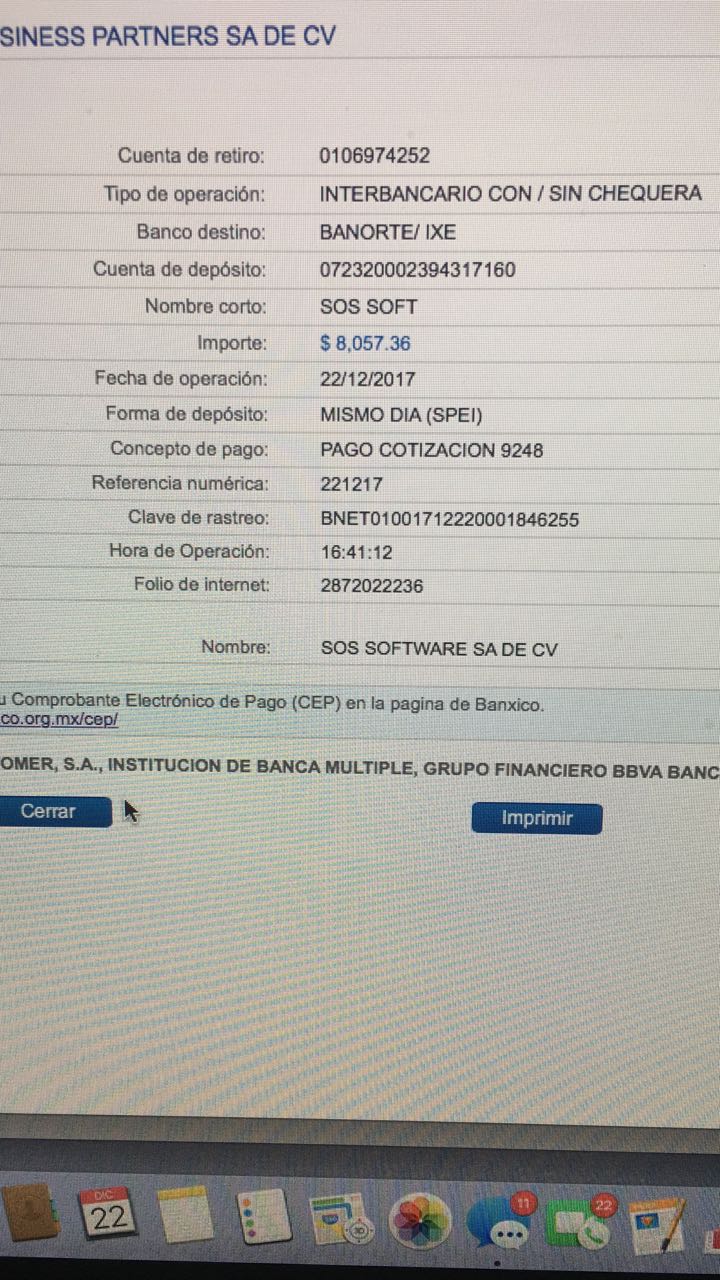 SINESS PARTNERS SA DE CV
Cuenta de retiro: 0106974252
Tipo de operación: INTERBANCARIO CON / SIN CHEQUERA
Banco destino: BANORTE/ IXE
Cuenta de depósito: 072320002394317160
Nombre corto: SOS SOFT
Importe: $ 8,057.36
Fecha de operación: 22/12/2017
Forma de depósito: MISMO DIA (SPEI)
Concepto de pago: PAGO COTIZACION 9248
Referencia numérica: 221217
Clave de rastreo: BNET01001712220001846255
Hora de Operación: 16:41:12
Folio de internet: 2872022236
Nombre: SOS SOFTWARE SA DE CV
u Comprobante Electrónico de Pago (CEP) en la pagina de Banxico.
co.org.mx/cep/
OMER, S.A., INSTITUCION DE BANCA MULTIPLE, GRUPO FINANCIERO BBVA BANC
Cerrar
Imprimir
DIC
22
11
22